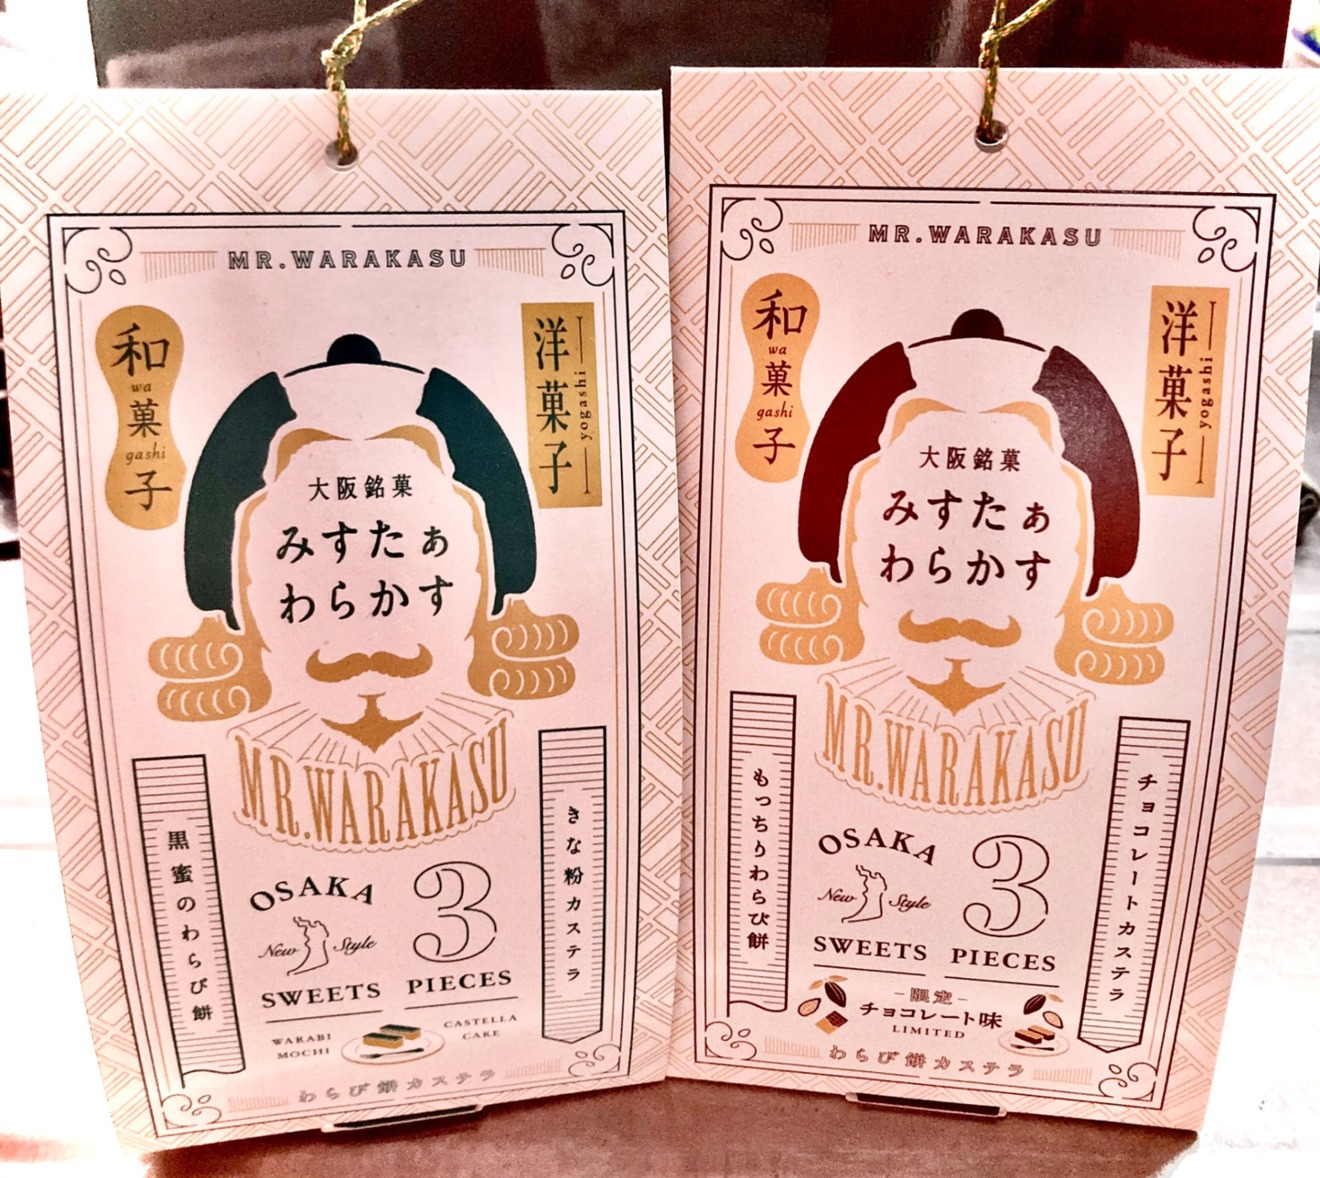 MR.WARAKASU
和菓子
wa
gashi
洋菓子
yogashi
大阪銘菓
みすたぁ
わらかす
MR.WARAKASU
黒蜜のわらび餅
きな粉カステラ
OSAKA
New Style
SWEETS
3
PIECES
WARABI
MOCHI
CASTELLA
CAKE
わらび餅カステラ
MR.WARAKASU
和菓子
wa
gashi
洋菓子
yogashi
大阪銘菓
みすたぁ
わらかす
MR.WARAKASU
もっちりわらび餅
チョコレートカステラ
OSAKA
New Style
SWEETS
3
PIECES
限定
チョコレート味
LIMITED
わらび餅カステラ